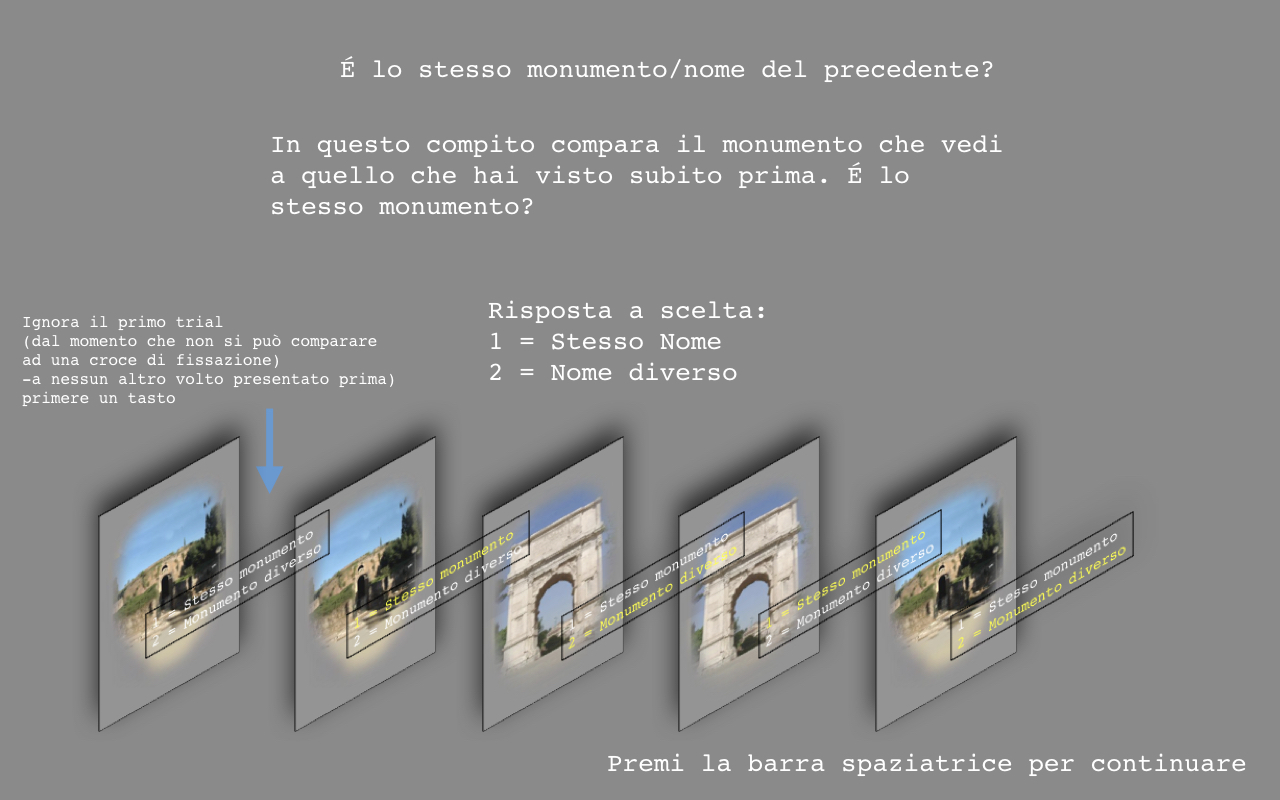 É lo stesso monumento/nome del precedente?
In questo compito compara il monumento che vedi
a quello che hai visto subito prima. É lo
stesso monumento?
Risposta a scelta:
1 = Stesso Nome
2 = Nome diverso
Ignora il primo trial
(dal momento che non si può comparare
ad una croce di fissazione)
-a nessun altro volto presentato prima)
primere un tasto
1 = Stesso monumento
2 = Monumento diverso
1 = Stesso monumento
2 = Monumento diverso
1 = Stesso monumento
2 = Monumento diverso
1 = Stesso monumento
2 = Monumento diverso
1 = Stesso monumento
2 = Monumento diverso
Premi la barra spaziatrice per continuare